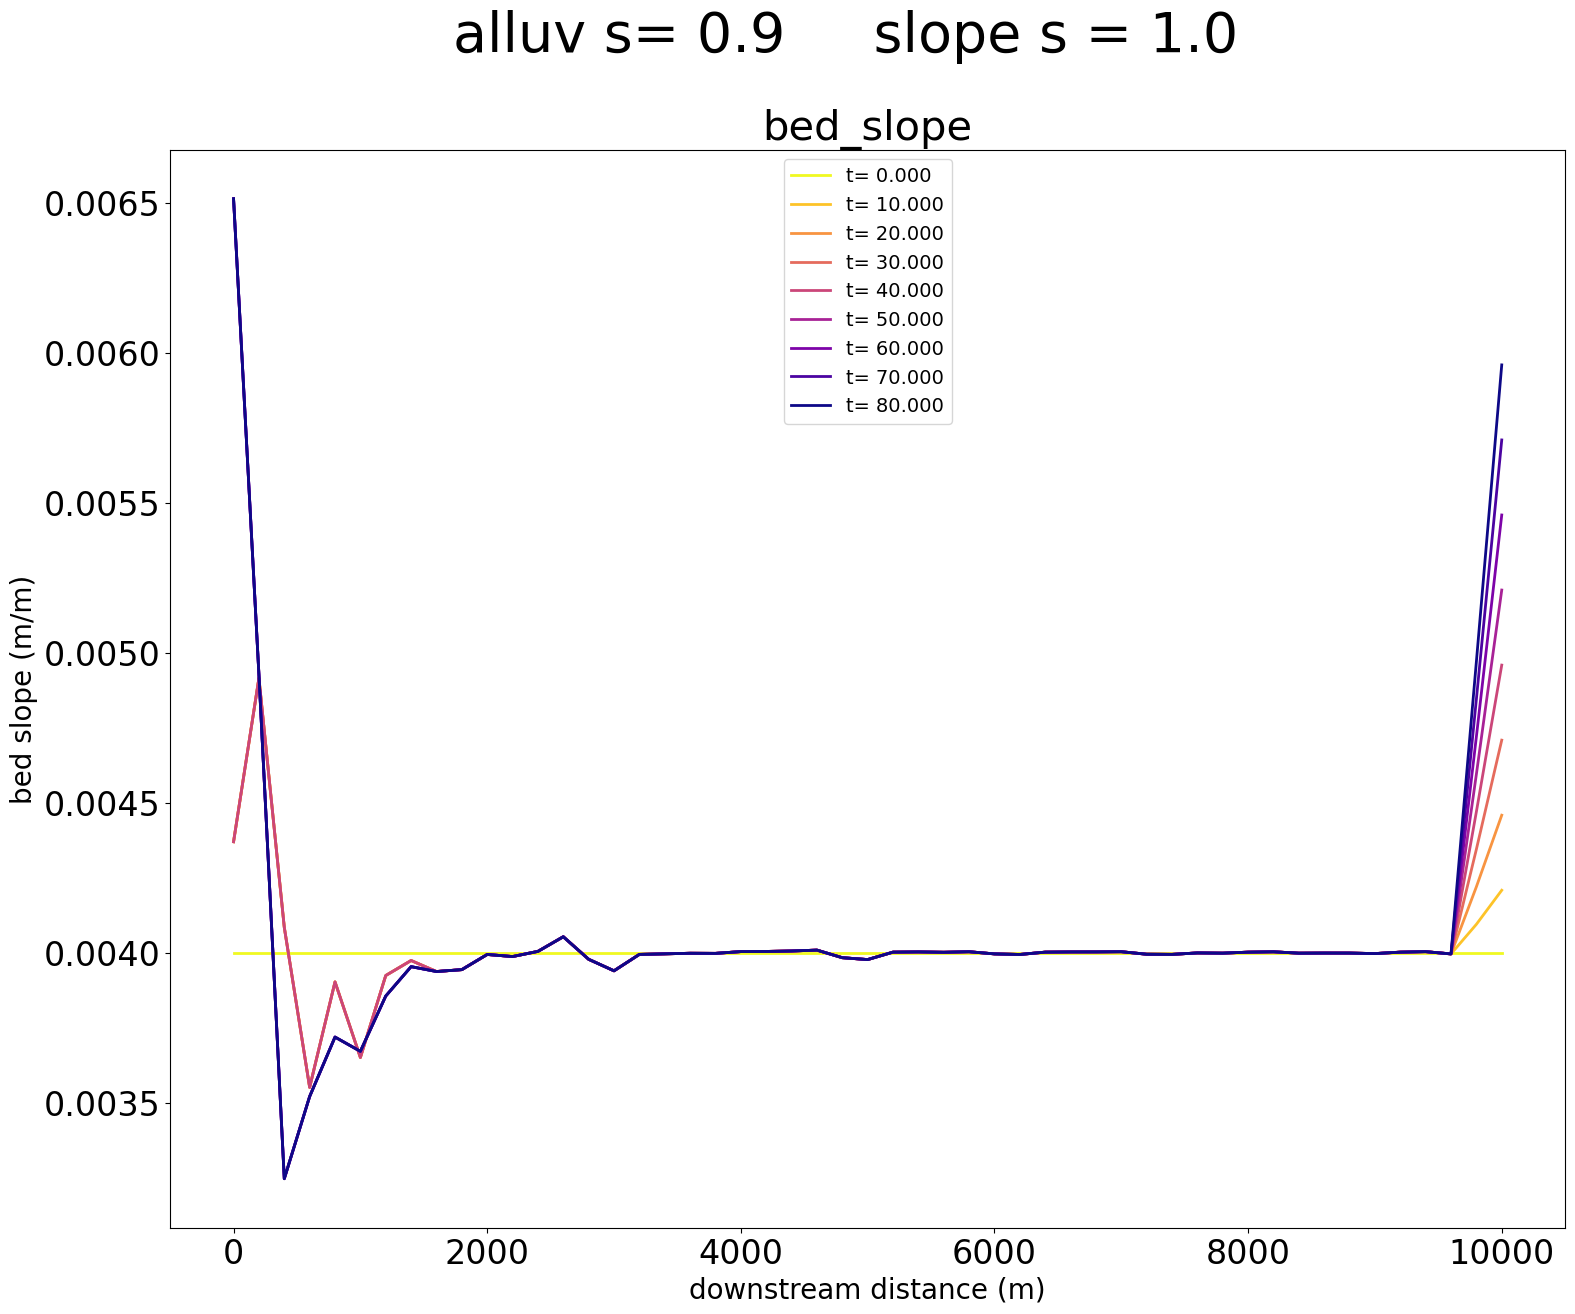 alluv s= 0.9 slope s = 1.0
bed_slope
t= 0.000
t= 10.000
t= 20.000
t= 30.000
t= 40.000
t= 50.000
t= 60.000
t= 70.000
t= 80.000
bed slope (m/m)
0.0065
0.0060
0.0055
0.0050
0.0045
0.0040
0.0035
0 2000 4000 6000 8000 10000
downstream distance (m)